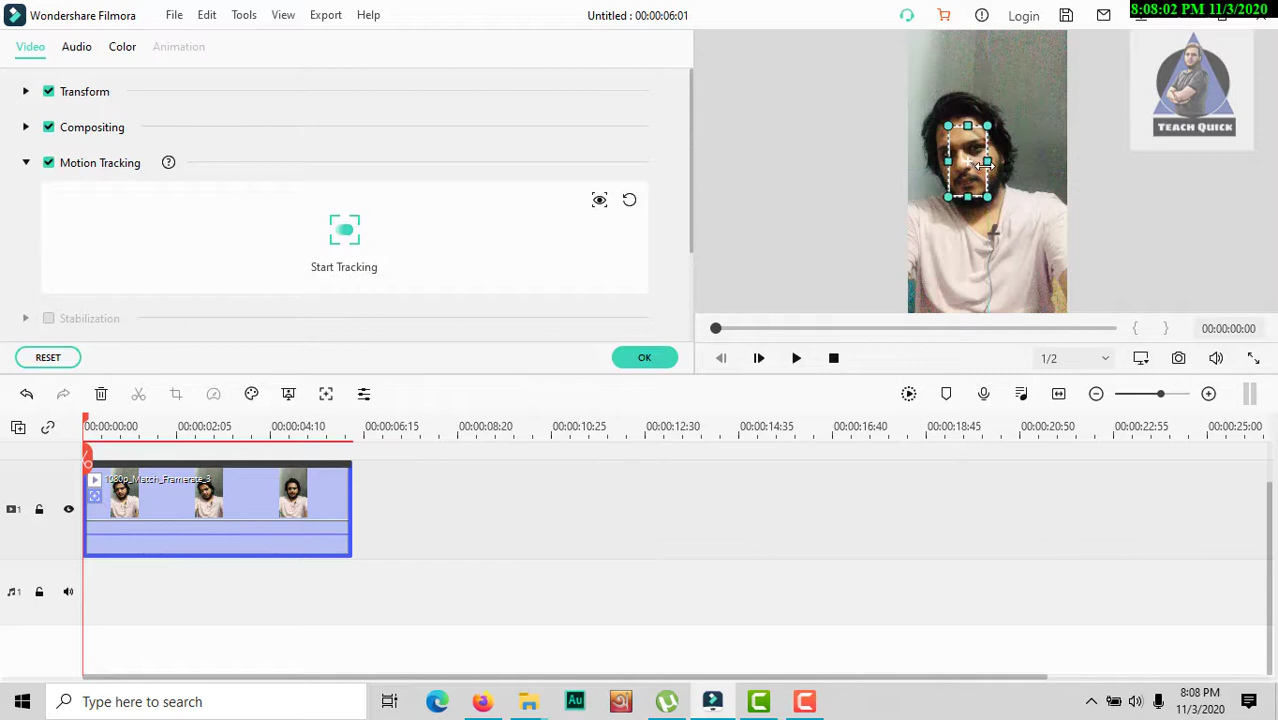 8:08:02 PM 11/3/2020
Wondershare Filmora
File Edit Tools View Export Help
Untitled : 00:00:06:01
Login
Video Audio Color Animation
Transform
Compositing
Motion Tracking
Start Tracking
Stabilization
RESET
OK
TEACH QUICK
00:00:00:00
1/2
00:00:00:00 00:00:02:05 00:00:04:10 00:00:06:15 00:00:08:20 00:00:10:25 00:00:12:30 00:00:14:35 00:00:16:40 00:00:18:45 00:00:20:50 00:00:22:55 00:00:25:00
1080p_Match_Framerate_3
1
1
Type here to search
Au
8:08 PM
11/3/2020